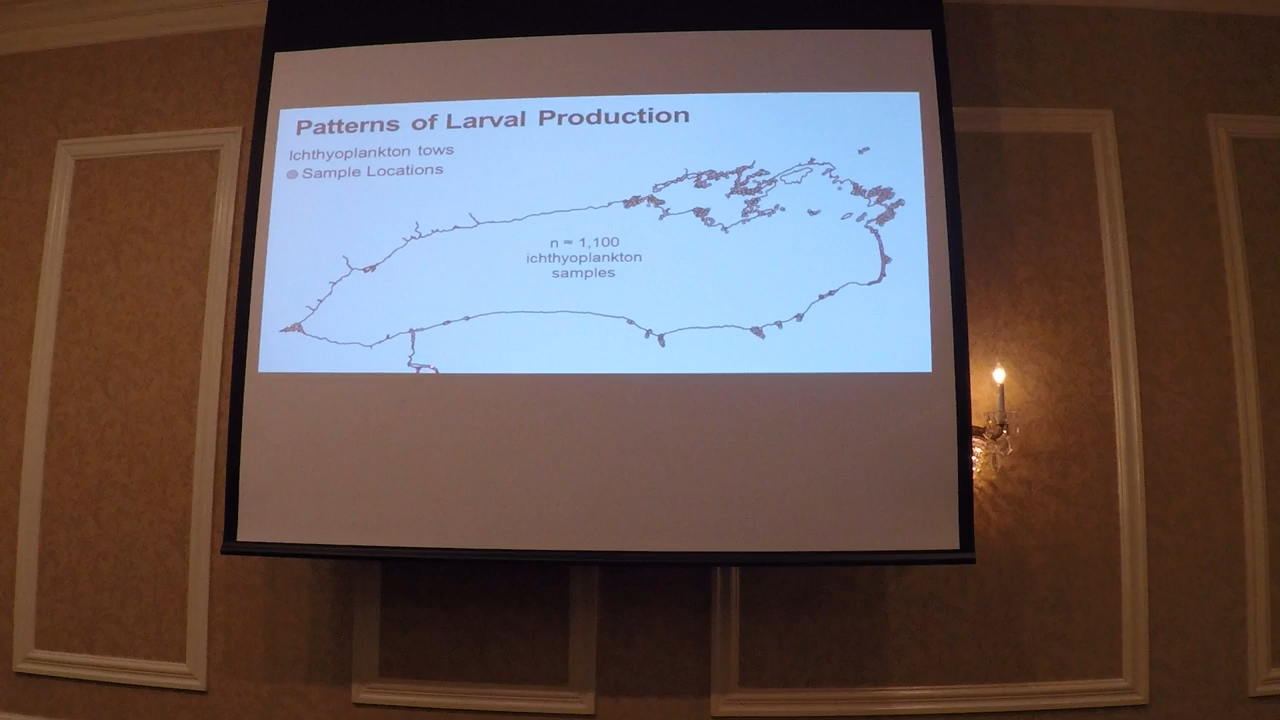 Patterns of Larval Production
Ichthyoplankton tows
Sample Locations
n = 1,100
ichthyoplankton
samples